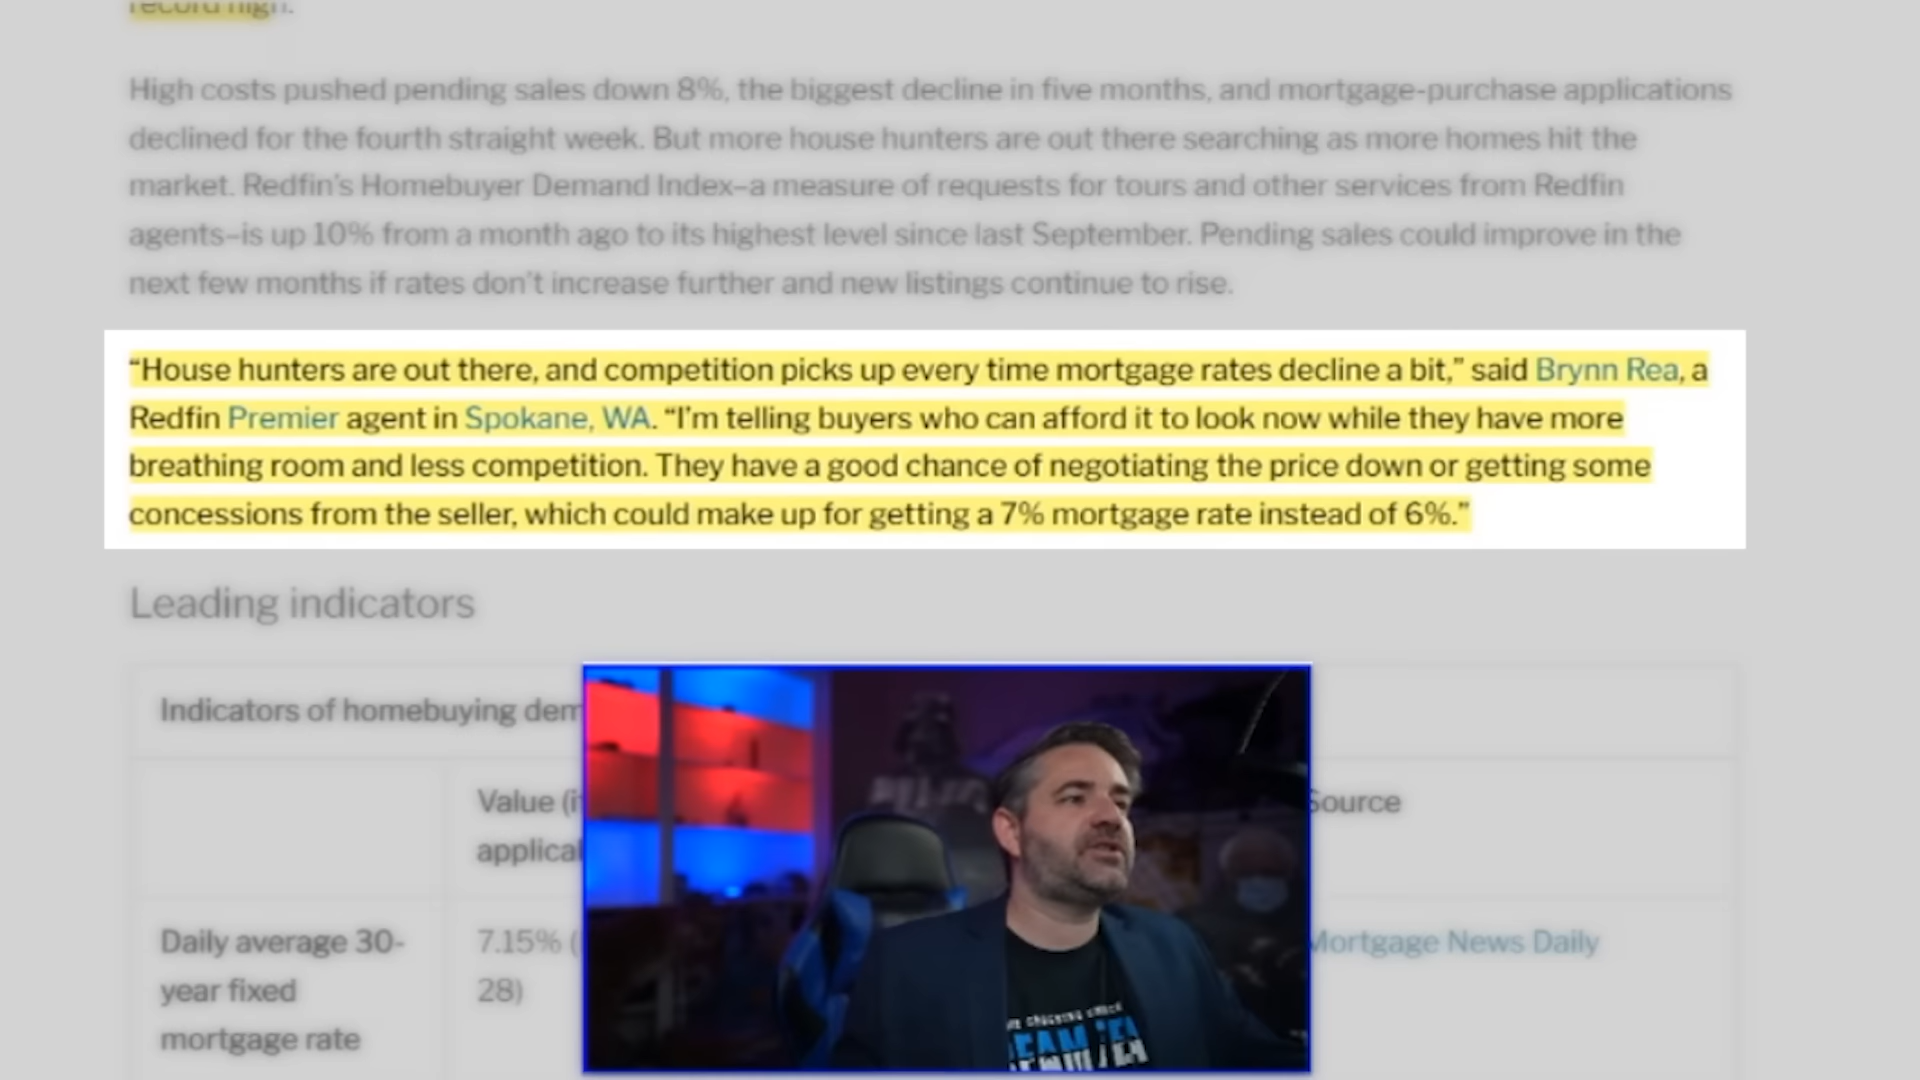 record high.
High costs pushed pending sales down 8%, the biggest decline in five months, and mortgage-purchase applications
declined for the fourth straight week. But more house hunters are out there searching as more homes hit the
market. Redfin's Homebuyer Demand Index–a measure of requests for tours and other services from Redfin
agents–is up 10% from a month ago to its highest level since last September. Pending sales could improve in the
next few months if rates don't increase further and new listings continue to rise.
“House hunters are out there, and competition picks up every time mortgage rates decline a bit,” said Brynn Rea, a
Redfin Premier agent in Spokane, WA. “I'm telling buyers who can afford it to look now while they have more
breathing room and less competition. They have a good chance of negotiating the price down or getting some
concessions from the seller, which could make up for getting a 7% mortgage rate instead of 6%.”
Leading indicators
Indicators of homebuying
Value
Source
Daily average 30-
year fixed
mortgage rate
7.15% (
28)
Mortgage News Daily